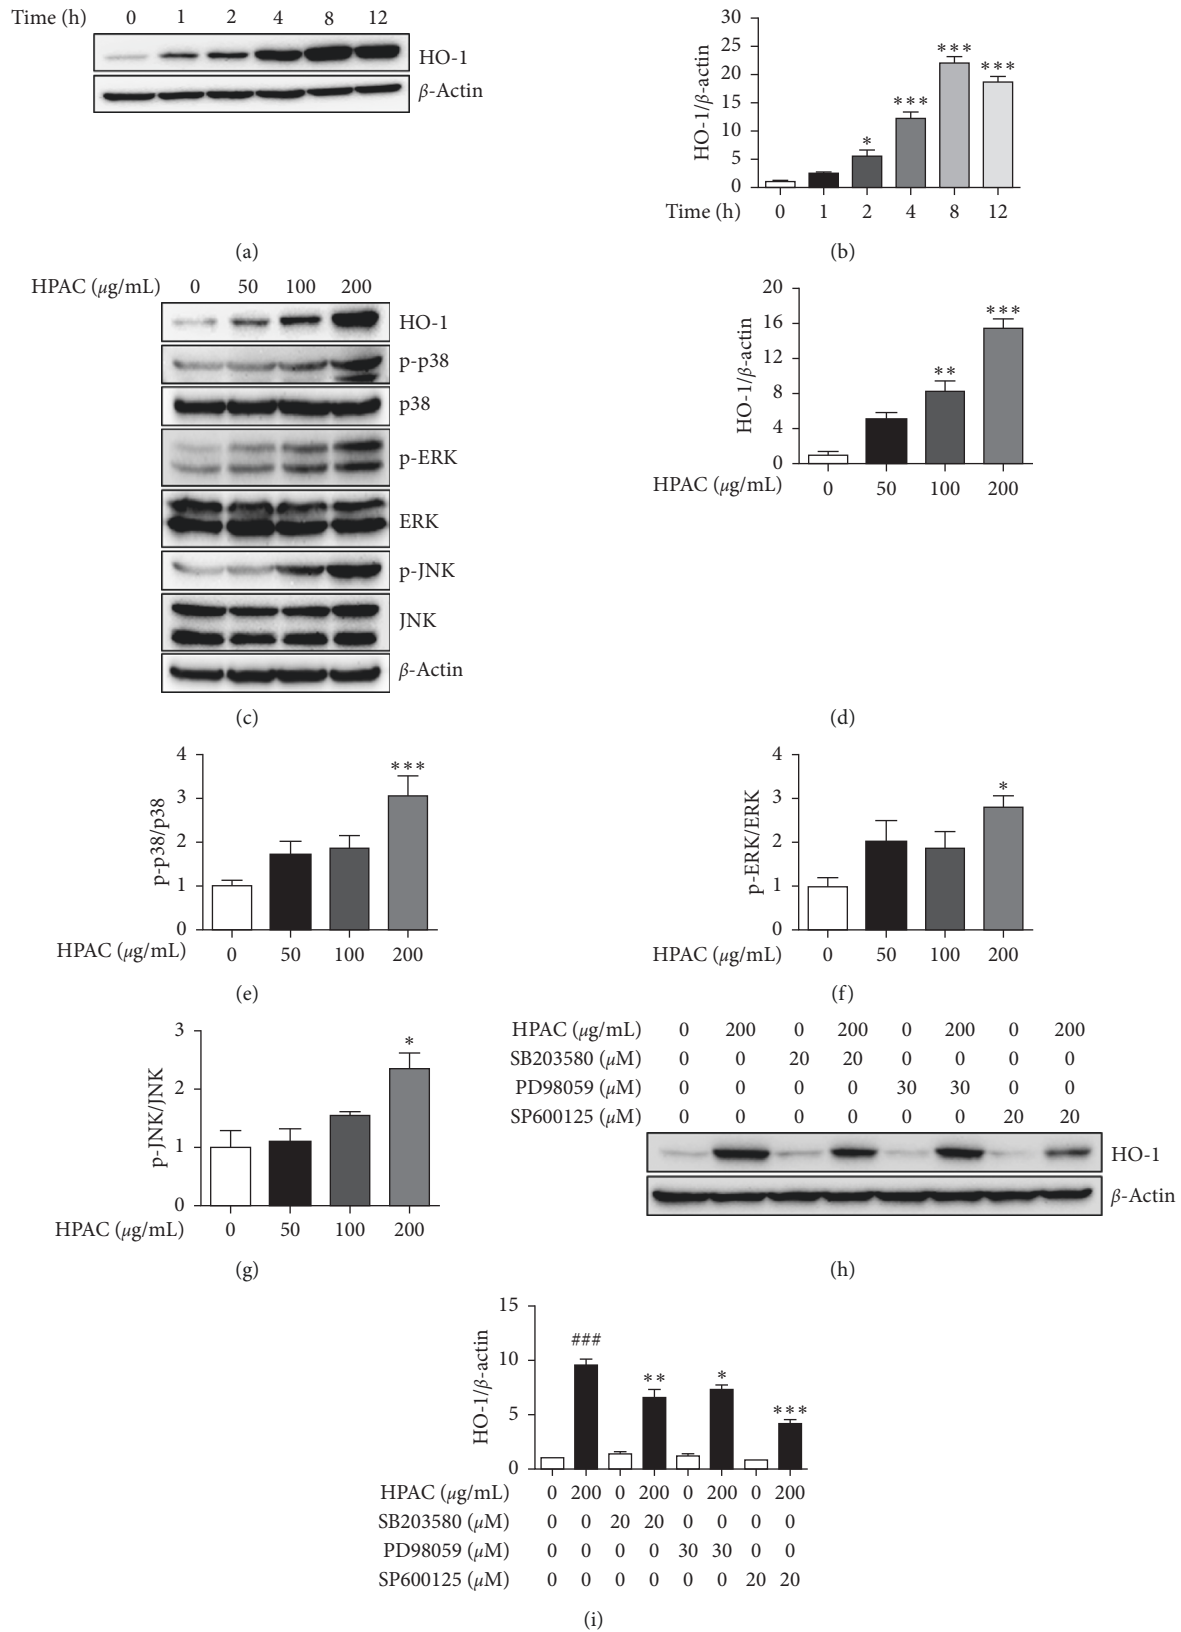 Time (h) 0 1 2 4 8 12
HO-1
β-Actin
(a)
30
25
20
15
10
5
0
HO-1/β-actin
*
***
***
***
Time (h) 0 1 2 4 8 12
(b)
HPAC (μg/mL) 0 50 100 200
HO-1
p-p38
p38
p-ERK
ERK
p-JNK
JNK
β-Actin
(c)
20
16
12
8
4
0
HO-1/β-actin
**
***
HPAC (μg/mL) 0 50 100 200
(d)
4
3
2
1
0
p-p38/p38
***
HPAC (μg/mL) 0 50 100 200
(e)
4
3
2
1
0
p-ERK/ERK
*
HPAC (μg/mL) 0 50 100 200
(f)
3
2
1
0
p-JNK/JNK
*
HPAC (μg/mL) 0 50 100 200
(g)
HPAC (μg/mL) 0 200 0 200 0 200 0 200
SB203580 (μM) 0 0 20 20 0 0 0 0
PD98059 (μM) 0 0 0 0 30 30 0 0
SP600125 (μM) 0 0 0 0 0 0 20 20
HO-1
β-Actin
(h)
15
10
5
0
HO-1/β-actin
###
**
*
***
HPAC (μg/mL) 0 200 0 200 0 200 0 200
SB203580 (μM) 0 0 20 20 0 0 0 0
PD98059 (μM) 0 0 0 0 30 30 0 0
SP600125 (μM) 0 0 0 0 0 0 20 20
(i)